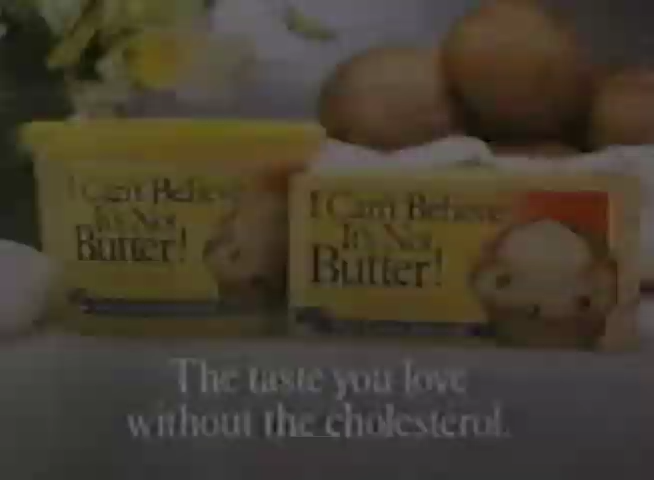 I Can't Believe
It's Not
Butter!
I Can't Believe
It's Not
Butter!
The taste you love
without the cholesterol.